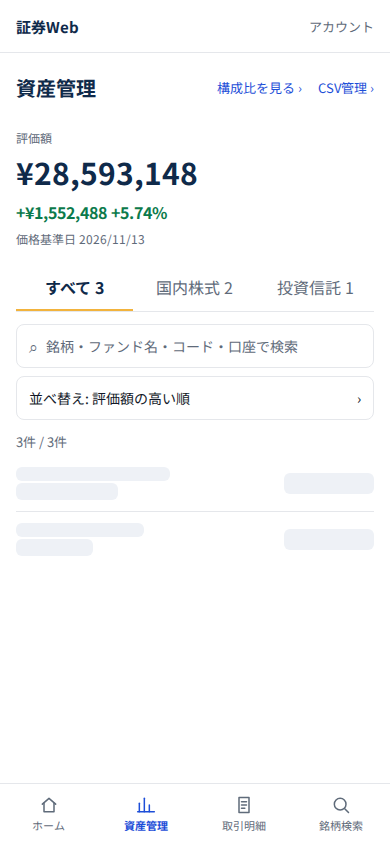 証券Web
アカウント
資産管理
構成比を見る ›
CSV管理 ›
評価額
¥28,593,148
+¥1,552,488 +5.74%
価格基準日 2026/11/13
すべて 3
国内株式 2
投資信託 1
銘柄・ファンド名・コード・口座で検索
並べ替え: 評価額の高い順 ›
3件 / 3件
ホーム
資産管理
取引明細
銘柄検索